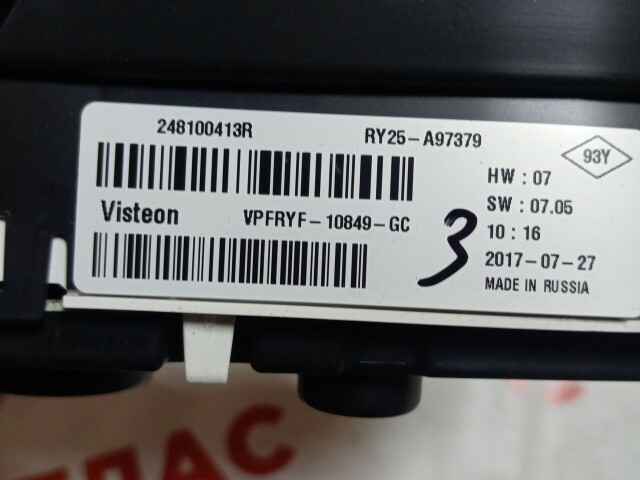 248100413R RY25-A97379
93Y
HW : 07
Visteon VPFRYF-10849-GC
SW : 07.05
3
10 : 16
2017-07-27
MADE IN RUSSIA